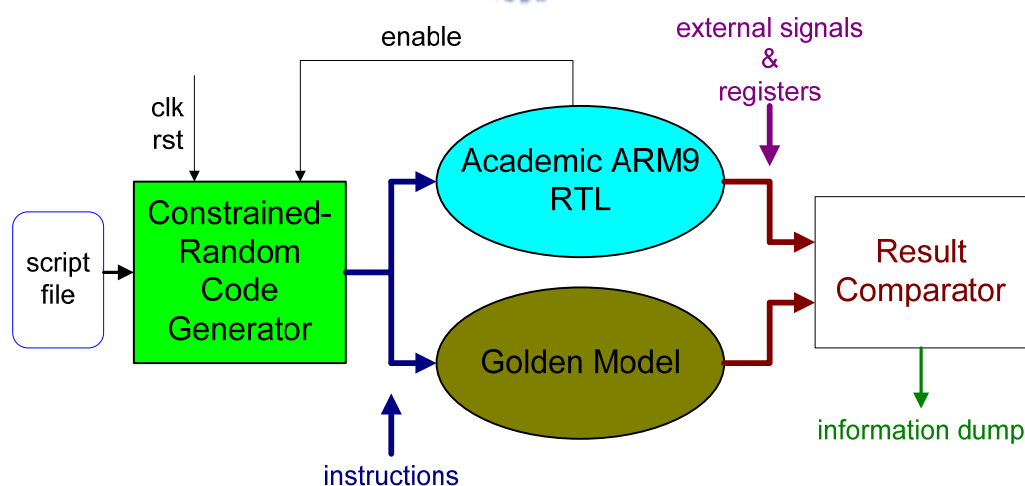 enable
external signals
&
registers
clk
rst
Academic ARM9
RTL
Constrained-
Random
Code
Generator
script
file
Result
Comparator
Golden Model
information dump
instructions